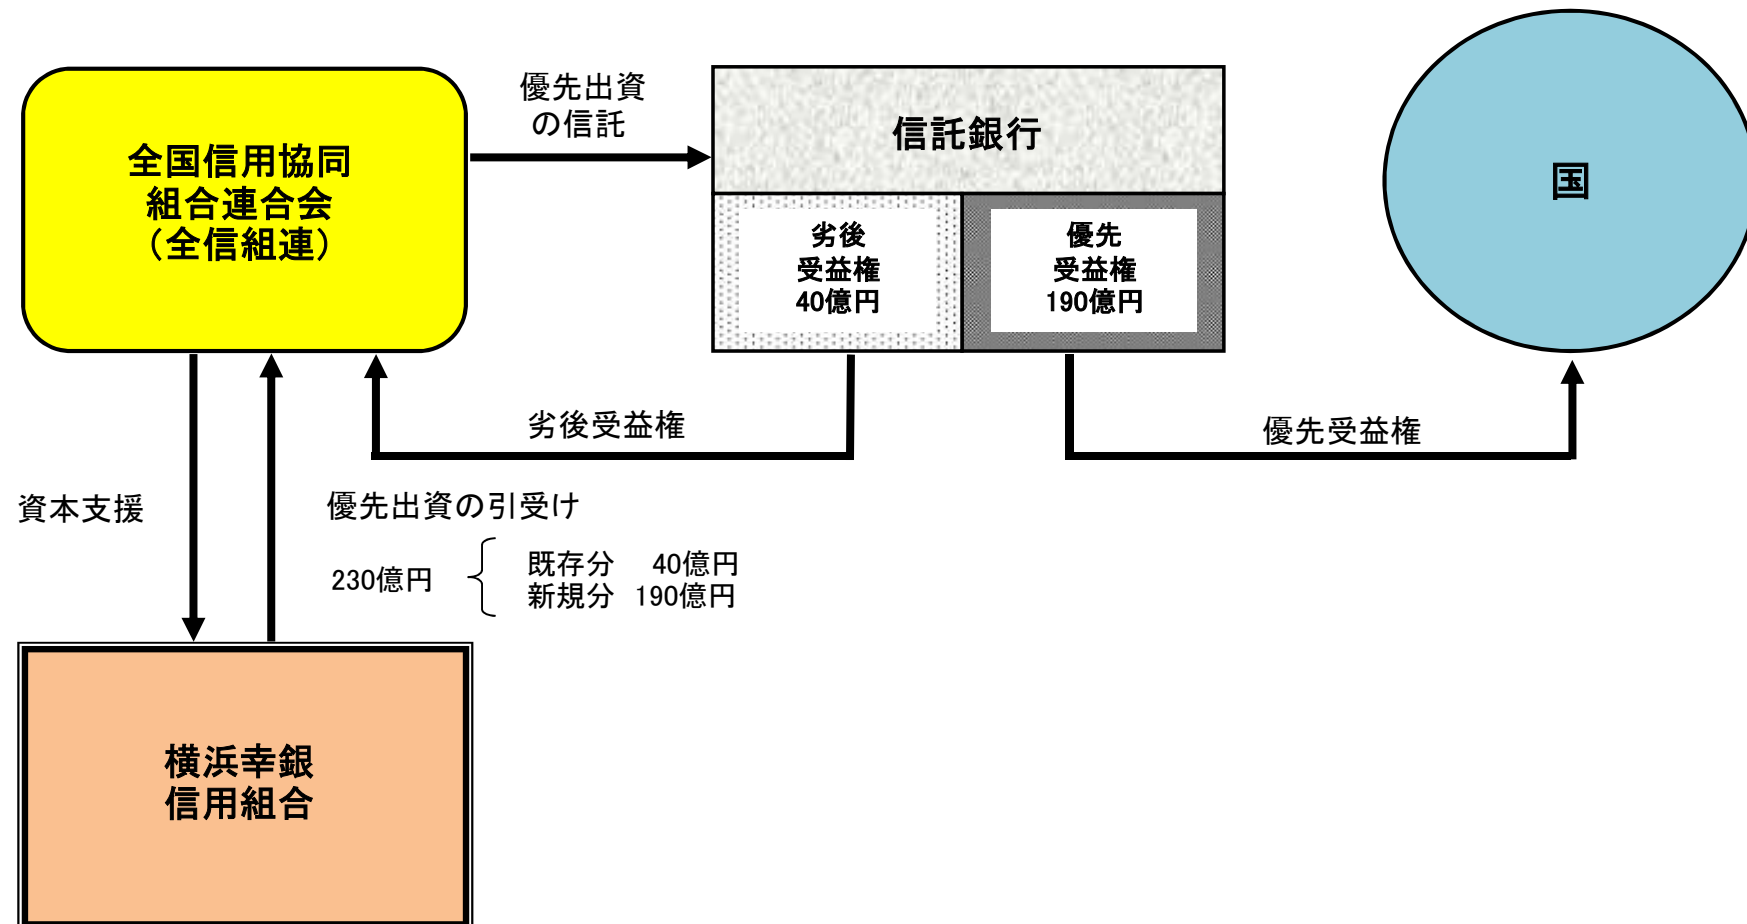 全国信用協同
組合連合会
（全信組連）
優先出資
の信託
信託銀行
劣後
受益権
40億円
優先
受益権
190億円
国
劣後受益権
優先受益権
資本支援
優先出資の引受け
230億円
既存分 40億円
新規分 190億円
横浜幸銀
信用組合